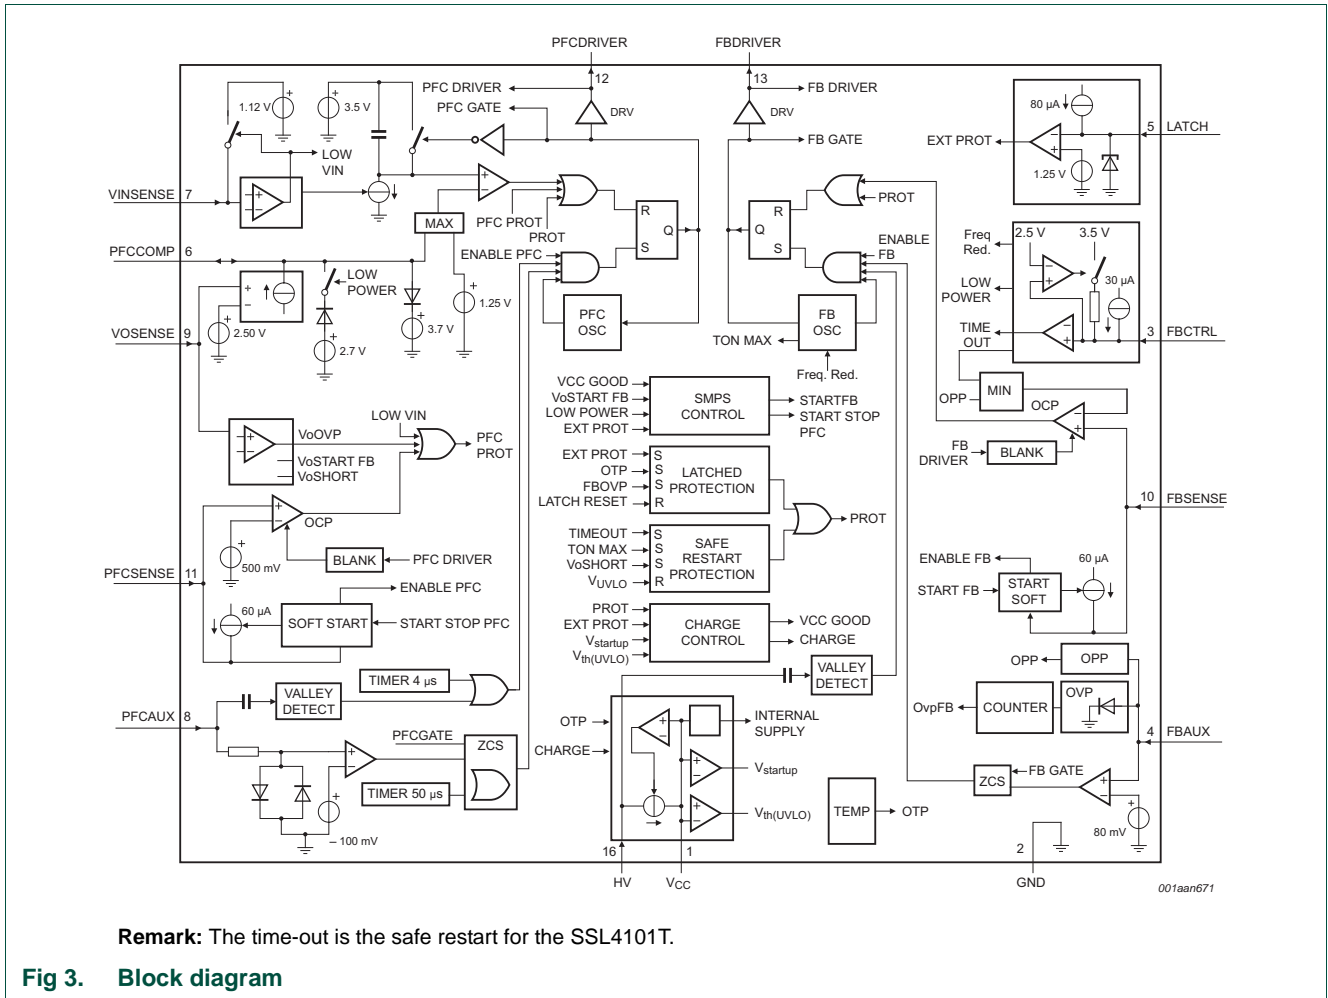 PFCDRIVER
FBDRIVER
12
13
PFC DRIVER
FB DRIVER
1.12 V
3.5 V
PFC GATE
DRV
DRV
FB GATE
80 µA
5
LATCH
EXT PROT
1.25 V
LOW
VIN
VINSENSE
7
MAX
PFC PROT
PROT
R
S
Q
R
S
Q
PROT
ENABLE
FB
Freq
Red.
2.5 V
3.5 V
30 µA
LOW
POWER
TIME
OUT
3
FBCTRL
PFCCOMP
6
ENABLE PFC
LOW
POWER
1.25 V
3.7 V
2.7 V
2.50 V
VOSENSE
9
PFC
OSC
FB
OSC
TON MAX
Freq. Red.
MIN
OPP
OCP
FB
DRIVER
BLANK
10
FBSENSE
VCC GOOD
VoSTART FB
LOW POWER
EXT PROT
SMPS
CONTROL
STARTFB
START STOP
PFC
LOW VIN
VoOVP
VoSTART FB
VoSHORT
PFC
PROT
EXT PROT
OTP
FBOVP
LATCH RESET
S
S
S
R
LATCHED
PROTECTION
PROT
OCP
500 mV
BLANK
PFC DRIVER
TIMEOUT
TON MAX
VoSHORT
VUVLO
S
S
S
R
SAFE
RESTART
PROTECTION
PFCSENSE
11
ENABLE PFC
60 µA
SOFT START
START STOP PFC
PROT
EXT PROT
Vstartup
Vth(UVLO)
CHARGE
CONTROL
VCC GOOD
CHARGE
ENABLE FB
START FB
START
SOFT
60 µA
TIMER 4 µs
VALLEY
DETECT
VALLEY
DETECT
OPP
OPP
OVP
OvpFB
COUNTER
PFCAUX
8
4
FBAUX
PFCGATE
ZCS
TIMER 50 µs
– 100 mV
OTP
CHARGE
INTERNAL
SUPPLY
Vstartup
Vth(UVLO)
TEMP
OTP
ZCS
FB GATE
80 mV
16
1
2
HV
VCC
GND
001aan671
Remark: The time-out is the safe restart for the SSL4101T.
Fig 3. Block diagram